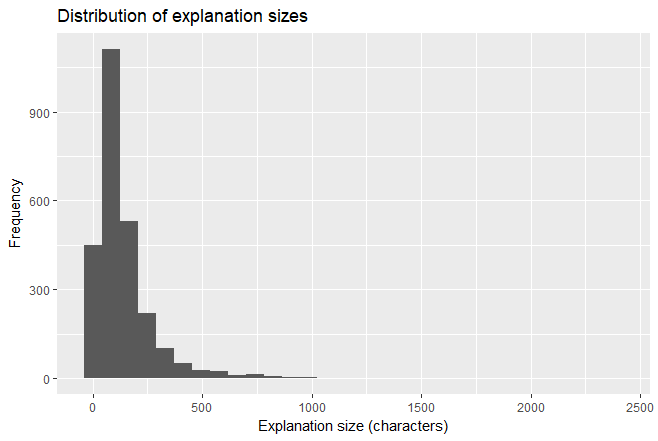 Distribution of explanation sizes
Frequency
900
600
300
0
0 500 1000 1500 2000 2500
Explanation size (characters)